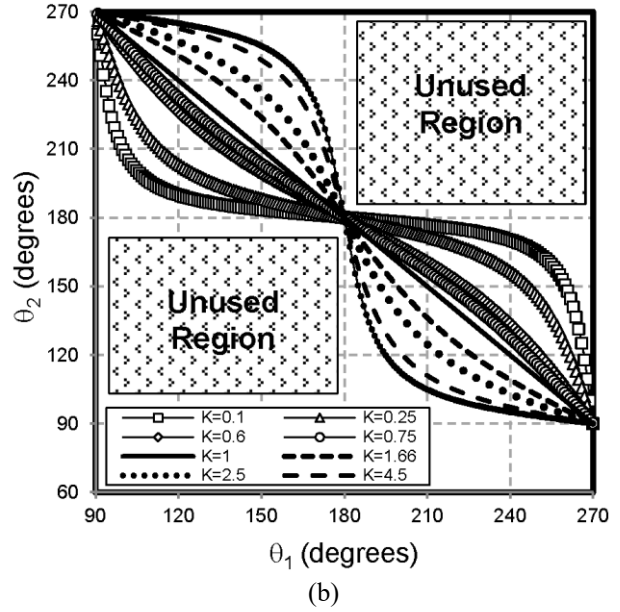 270
240
210
180
150
120
90
60
θ2 (degrees)
Unused
Region
Unused
Region
K=0.1 K=0.25
K=0.6 K=0.75
K=1 K=1.66
K=2.5 K=4.5
90 120 150 180 210 240 270
θ1 (degrees)
(b)